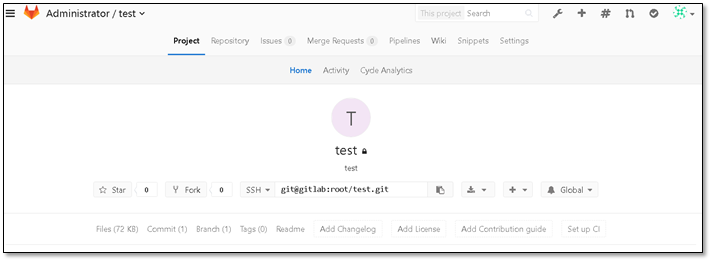 Administrator / test This project Search
Project Repository Issues 0 Merge Requests 0 Pipelines Wiki Snippets Settings
Home Activity Cycle Analytics
T
test
test
Star 0 Fork 0 SSH git@gitlab:root/test.git Global
Files (72 KB) Commit (1) Branch (1) Tags (0) Readme Add Changelog Add License Add Contribution guide Set up CI